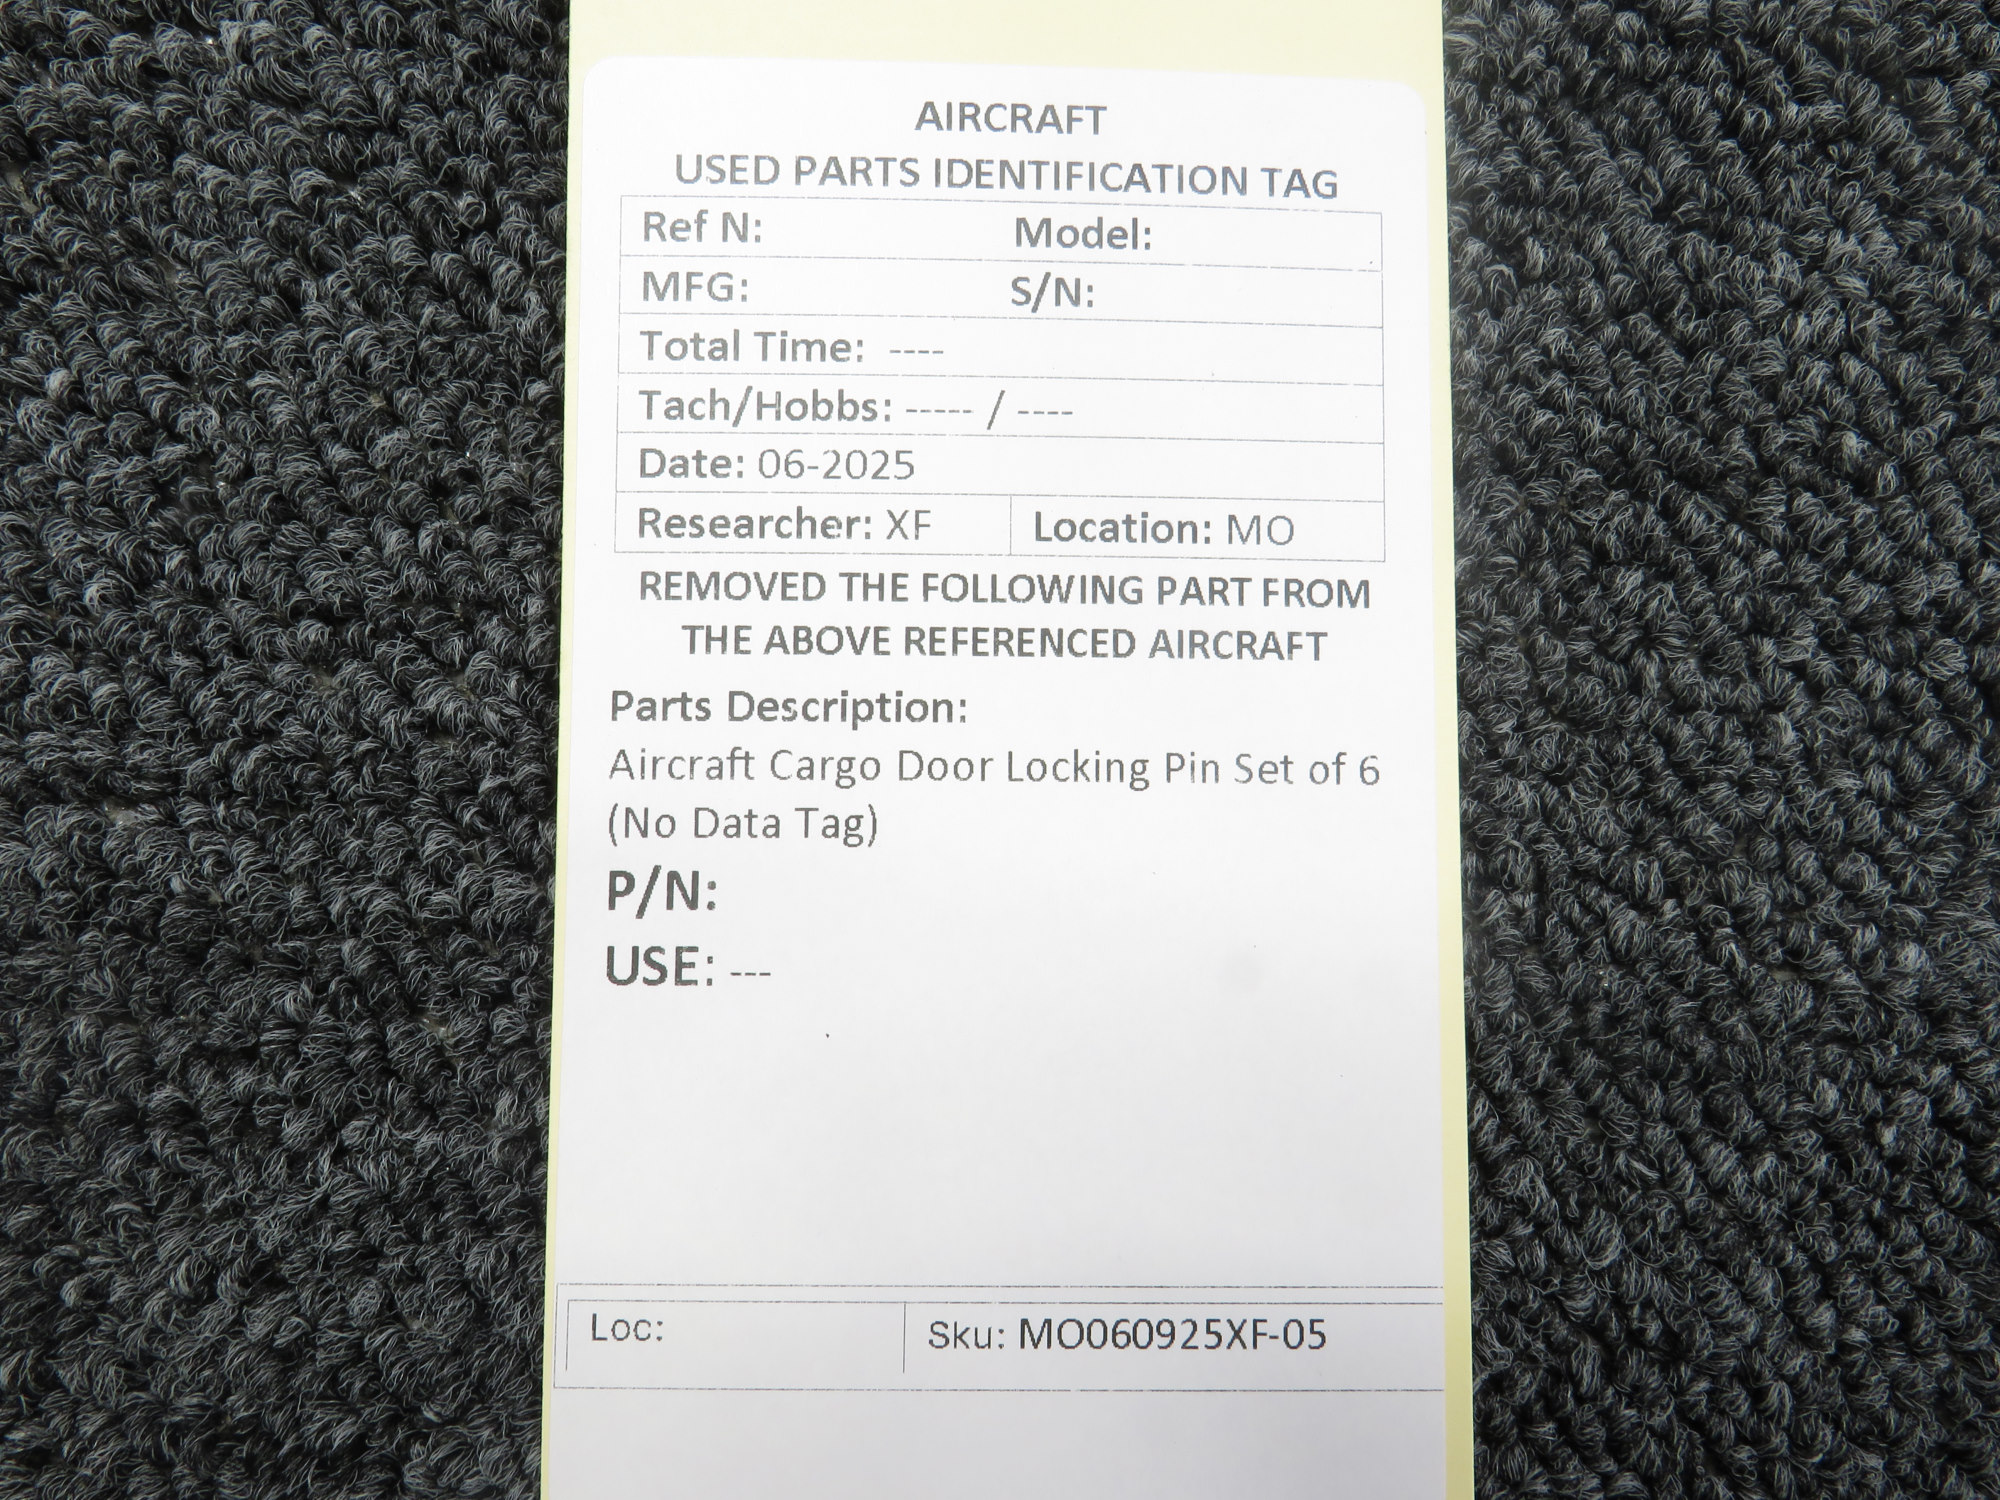 AIRCRAFT
USED PARTS IDENTIFICATION TAG
Ref N: Model:
MFG: S/N:
Total Time: ----
Tach/Hobbs: ----- / ----
Date: 06-2025
Researcher: XF Location: MO
REMOVED THE FOLLOWING PART FROM
THE ABOVE REFERENCED AIRCRAFT
Parts Description:
Aircraft Cargo Door Locking Pin Set of 6
(No Data Tag)
P/N:
USE: ---
Loc: Sku: MO060925XF-05